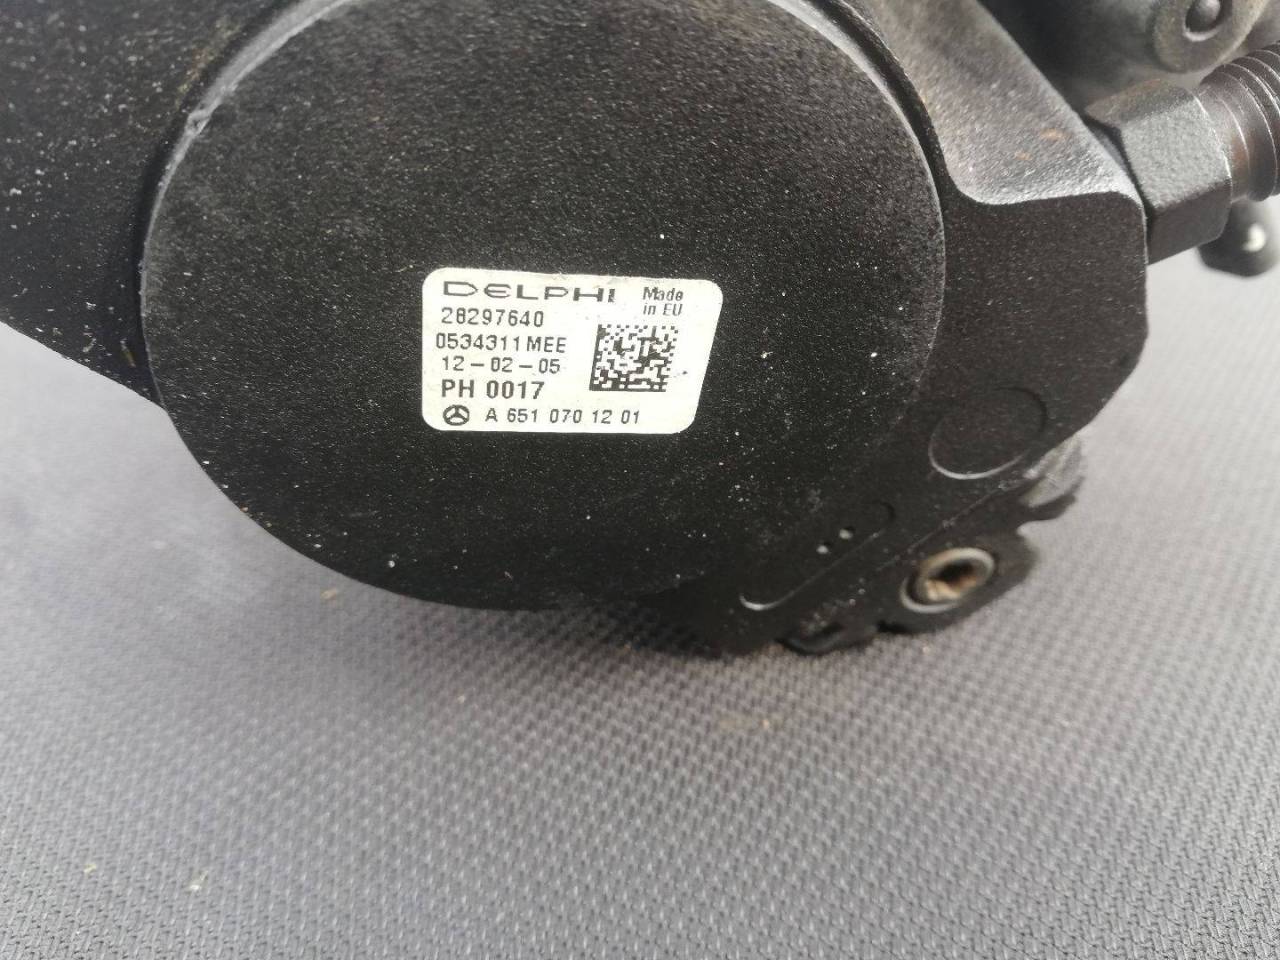 DELPHI Made
in EU
28297640
0534311MEE
12-02-05
PH 0017
A 651 070 12 01